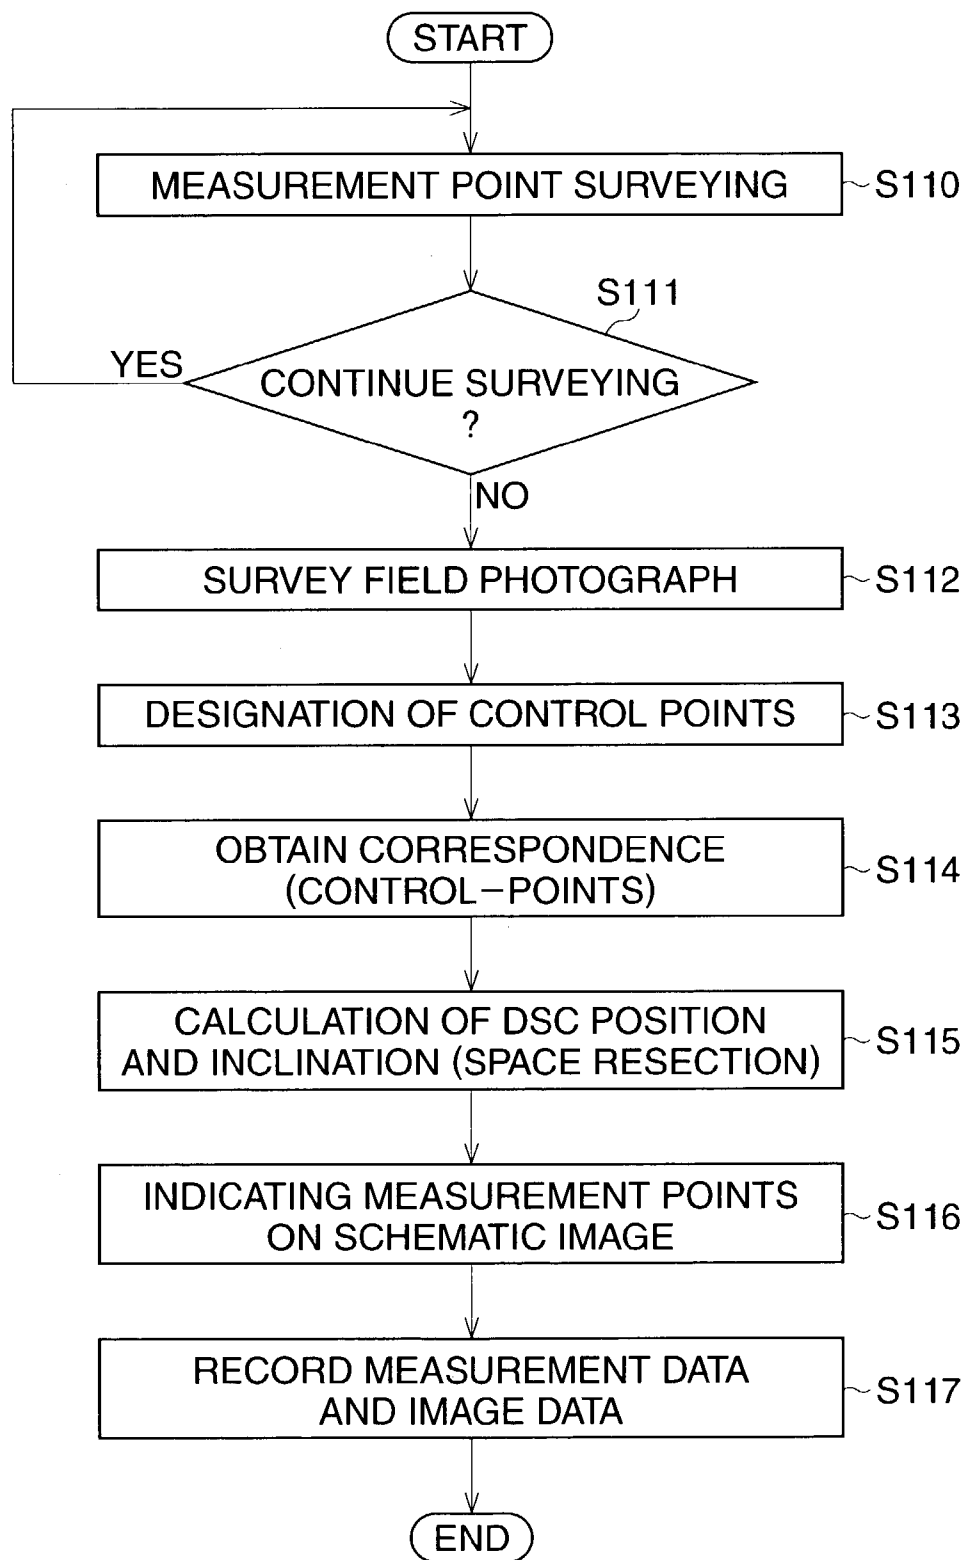 START
MEASUREMENT POINT SURVEYING
S110
S111
YES
CONTINUE SURVEYING
?
NO
SURVEY FIELD PHOTOGRAPH
S112
DESIGNATION OF CONTROL POINTS
S113
OBTAIN CORRESPONDENCE
(CONTROL-POINTS)
S114
CALCULATION OF DSC POSITION
AND INCLINATION (SPACE RESECTION)
S115
INDICATING MEASUREMENT POINTS
ON SCHEMATIC IMAGE
S116
RECORD MEASUREMENT DATA
AND IMAGE DATA
S117
END